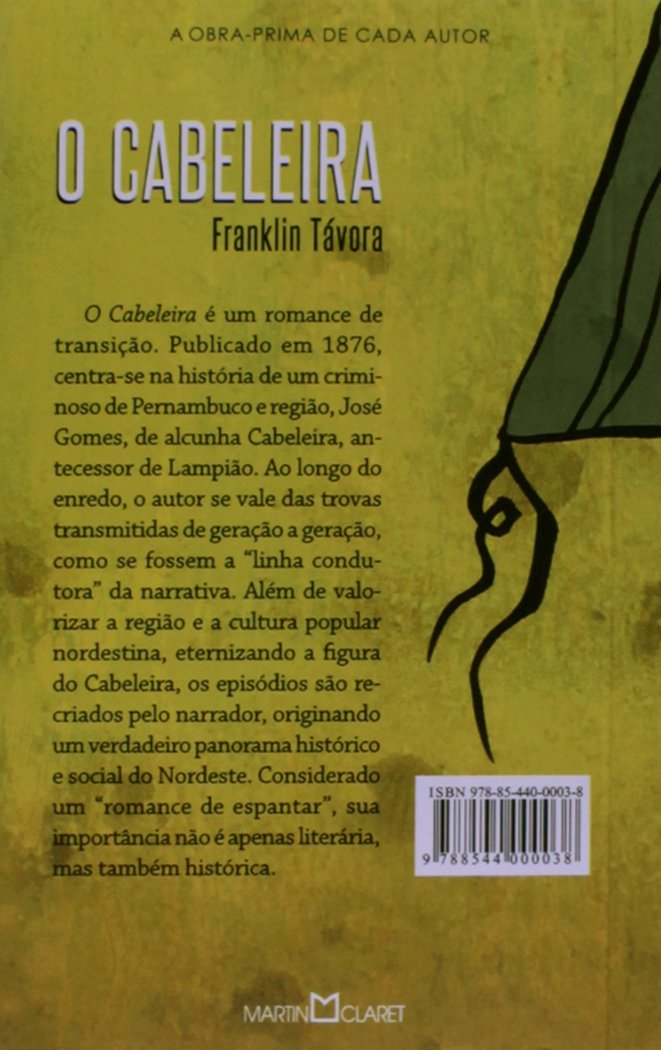 A OBRA-PRIMA DE CADA AUTOR
O CABELEIRA
Franklin Távora
O Cabeleira é um romance de
transição. Publicado em 1876,
centra-se na história de um crimi-
noso de Pernambuco e região, José
Gomes, de alcunha Cabeleira, an-
tecessor de Lampião. Ao longo do
enredo, o autor se vale das trovas
transmitidas de geração a geração,
como se fossem a “linha condu-
tora” da narrativa. Além de valo-
rizar a região e a cultura popular
nordestina, eternizando a figura
do Cabeleira, os episódios são re-
criados pelo narrador, originando
um verdadeiro panorama histórico
e social do Nordeste. Considerado
um “romance de espantar”, sua
importância não é apenas literária,
mas também histórica.
ISBN 978-85-440-0003-8
9 788544 000038
MARTIN CLARET